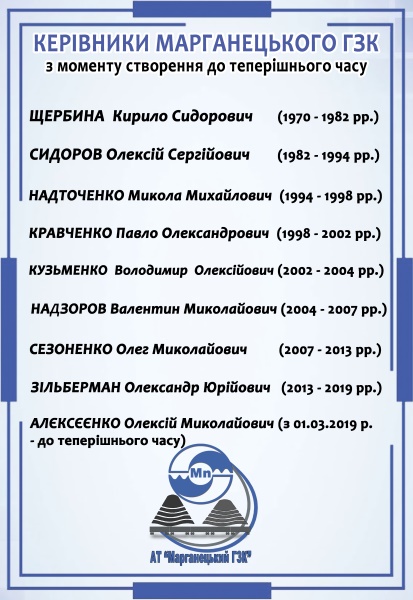 КЕРІВНИКИ МАРГАНЕЦЬКОГО ГЗК
з моменту створення до теперішнього часу
ЩЕРБИНА Кирило Сидорович (1970 - 1982 рр.)
СИДОРОВ Олексій Сергійович (1982 - 1994 рр.)
НАДТОЧЕНКО Микола Михайлович (1994 - 1998 рр.)
КРАВЧЕНКО Павло Олександрович (1998 - 2002 рр.)
КУЗЬМЕНКО Володимир Олексійович (2002 - 2004 рр.)
НАДЗОРОВ Валентин Миколайович (2004 - 2007 рр.)
СЕЗОНЕНКО Олег Миколайович (2007 - 2013 рр.)
ЗІЛЬБЕРМАН Олександр Юрійович (2013 - 2019 рр.)
АЛЄКСЄЄНКО Олексій Миколайович (з 01.03.2019 р.
- до теперішнього часу)
Mn
АТ "Марганецький ГЗК"